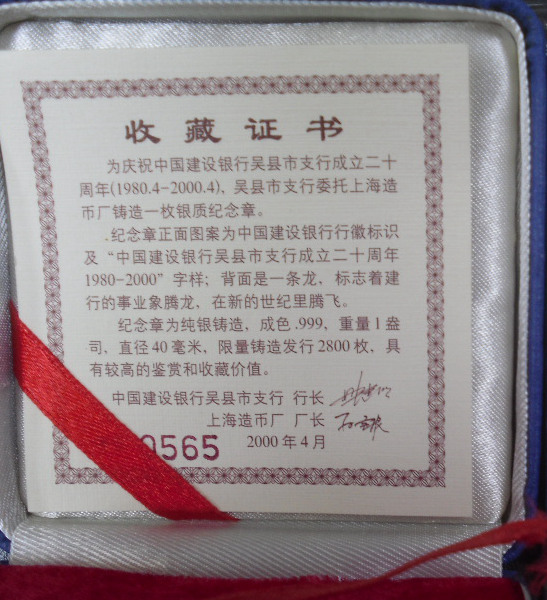 收藏证书
为庆祝中国建设银行吴县市支行成立二十
周年(1980.4-2000.4)、吴县市支行委托上海造
币厂铸造一枚银质纪念章。
纪念章正面图案为中国建设银行行徽标识
及“中国建设银行吴县市支行成立二十周年
1980-2000”字样；背面是一条龙，标志着建
行的事业象腾龙，在新的世纪里腾飞。
纪念章为纯银铸造，成色.999，重量1盎
司，直径40毫米，限量铸造发行2800枚，具
有较高的鉴赏和收藏价值。
中国建设银行吴县市支行 行长
上海造币厂 厂长
0565 2000年4月